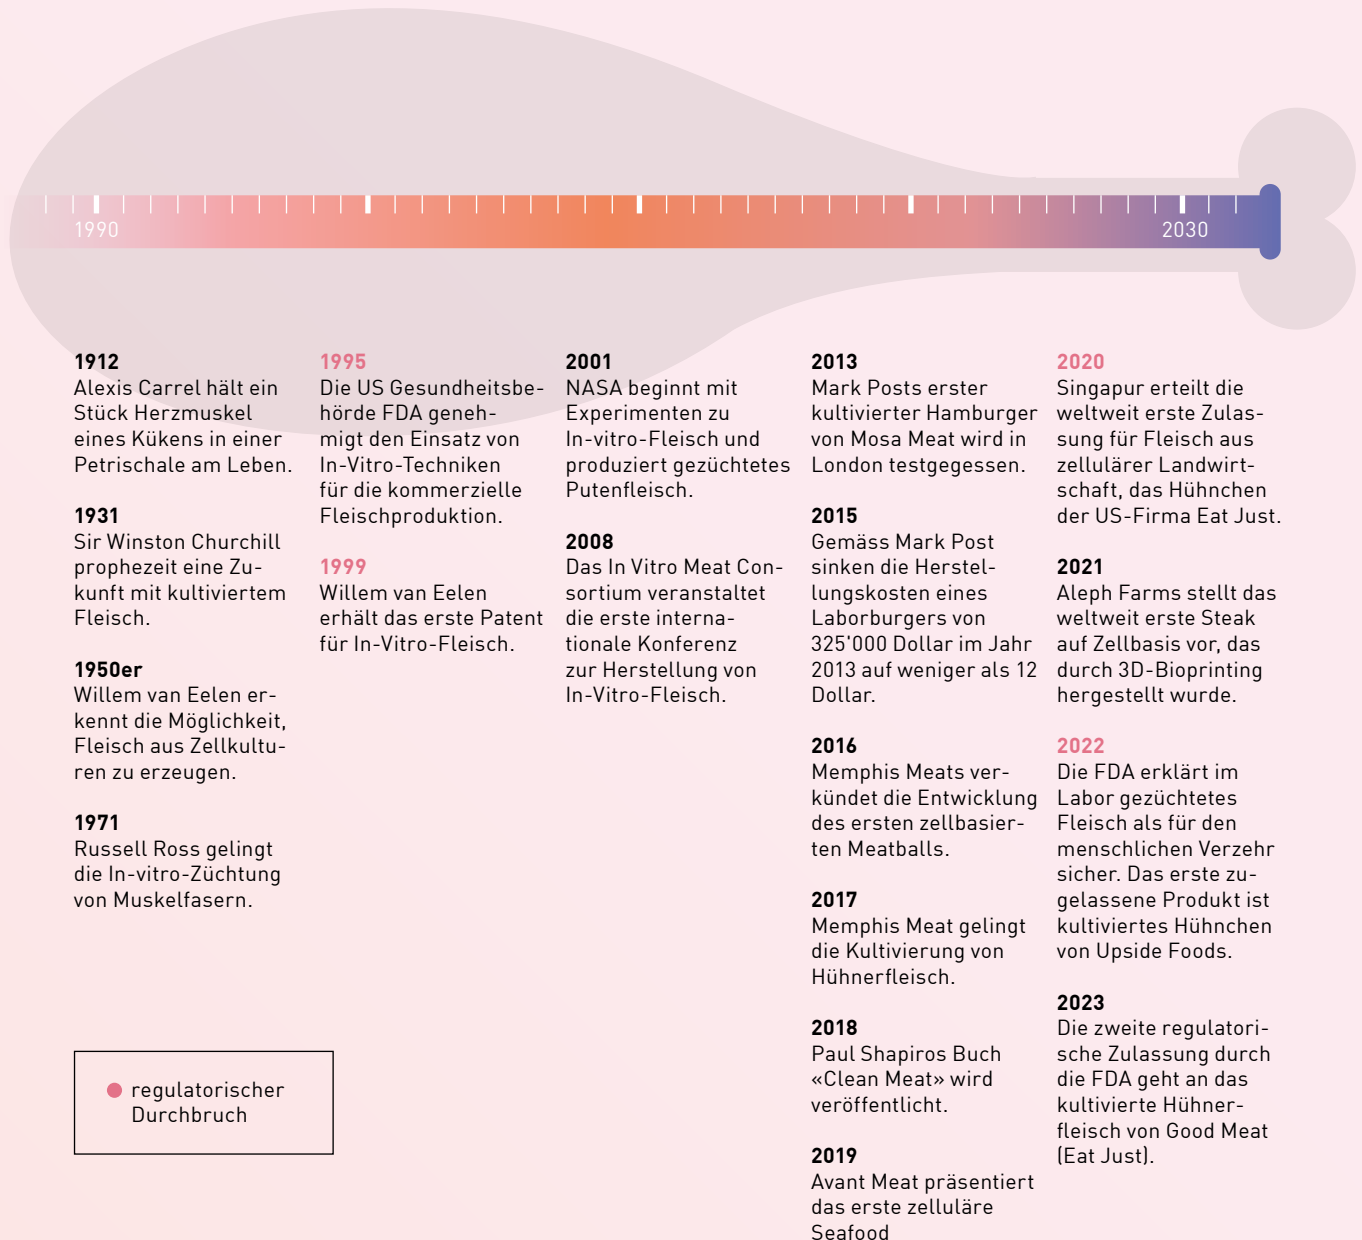 1990
2030
1912
Alexis Carrel hält ein
Stück Herzmuskel
eines Kükens in einer
Petrischale am Leben.
1931
Sir Winston Churchill
prophezeit eine Zu-
kunft mit kultiviertem
Fleisch.
1950er
Willem van Eelen er-
kennt die Möglichkeit,
Fleisch aus Zellkultu-
ren zu erzeugen.
1971
Russell Ross gelingt
die In-vitro-Züchtung
von Muskelfasern.
1995
Die US Gesundheitsbe-
hörde FDA geneh-
migt den Einsatz von
In-Vitro-Techniken
für die kommerzielle
Fleischproduktion.
1999
Willem van Eelen
erhält das erste Patent
für In-Vitro-Fleisch.
2001
NASA beginnt mit
Experimenten zu
In-vitro-Fleisch und
produziert gezüchtetes
Putenfleisch.
2008
Das In Vitro Meat Con-
sortium veranstaltet
die erste interna-
tionale Konferenz
zur Herstellung von
In-Vitro-Fleisch.
2013
Mark Posts erster
kultivierter Hamburger
von Mosa Meat wird in
London testgegessen.
2015
Gemäss Mark Post
sinken die Herstel-
lungskosten eines
Laborburgers von
325'000 Dollar im Jahr
2013 auf weniger als 12
Dollar.
2016
Memphis Meats ver-
kündet die Entwicklung
des ersten zellbasier-
ten Meatballs.
2017
Memphis Meat gelingt
die Kultivierung von
Hühnerfleisch.
2018
Paul Shapiros Buch
«Clean Meat» wird
veröffentlicht.
2019
Avant Meat präsentiert
das erste zelluläre
Seafood
2020
Singapur erteilt die
weltweit erste Zulas-
sung für Fleisch aus
zellulärer Landwirt-
schaft, das Hühnchen
der US-Firma Eat Just.
2021
Aleph Farms stellt das
weltweit erste Steak
auf Zellbasis vor, das
durch 3D-Bioprinting
hergestellt wurde.
2022
Die FDA erklärt im
Labor gezüchtetes
Fleisch als für den
menschlichen Verzehr
sicher. Das erste zu-
gelassene Produkt ist
kultiviertes Hühnchen
von Upside Foods.
2023
Die zweite regulatori-
sche Zulassung durch
die FDA geht an das
kultivierte Hühner-
fleisch von Good Meat
(Eat Just).
regulatorischer
Durchbruch